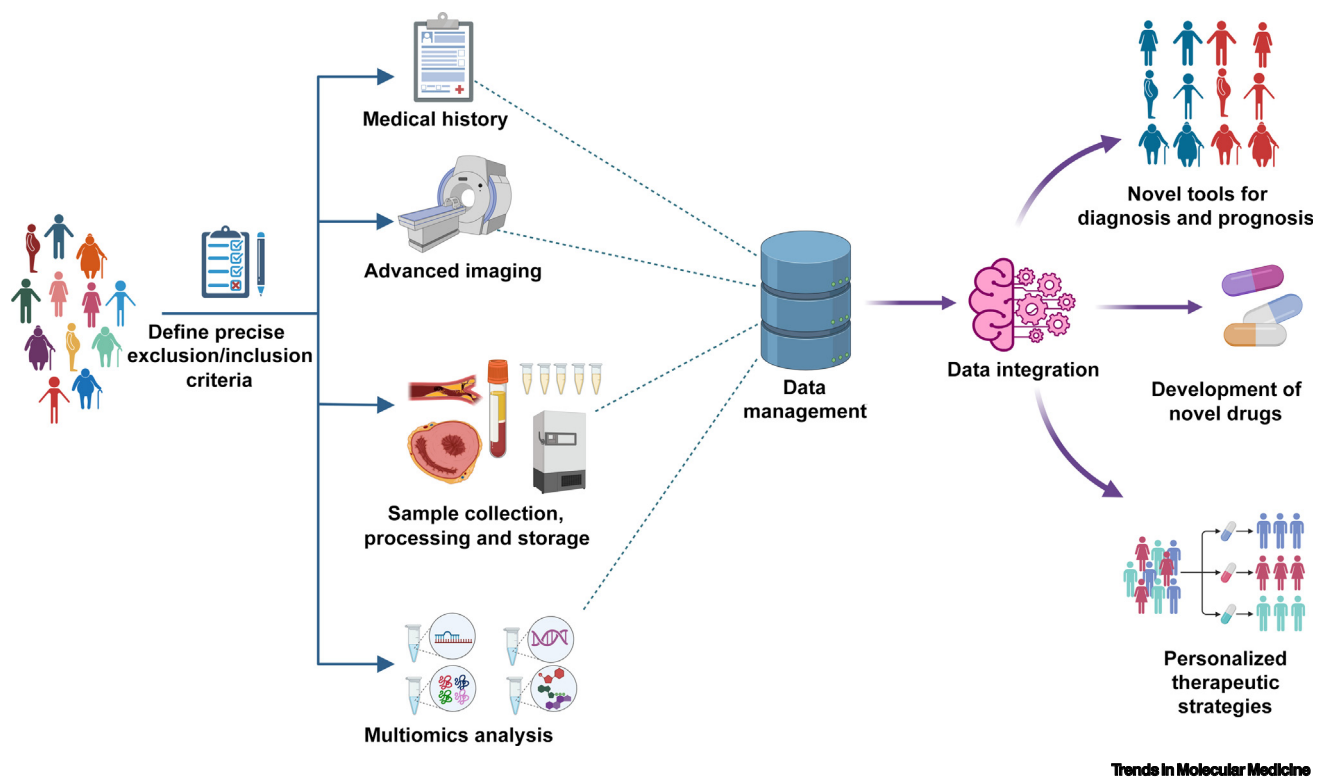 Medical history
Advanced imaging
Define precise
exclusion/inclusion
criteria
Sample collection,
processing and storage
Multiomics analysis
Data
management
Data integration
Novel tools for
diagnosis and prognosis
Development of
novel drugs
Personalized
therapeutic
strategies
Trends in Molecular Medicine